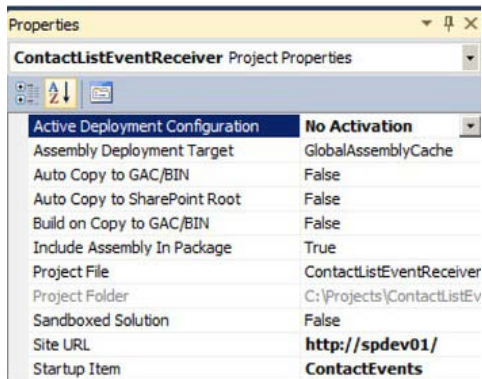 Properties
ContactListEventReceiver Project Properties
Active Deployment Configuration No Activation
Assembly Deployment Target GlobalAssemblyCache
Auto Copy to GAC/BIN False
Auto Copy to SharePoint Root False
Build on Copy to GAC/BIN False
Include Assembly In Package True
Project File ContactListEventReceiver
Project Folder C:\Projects\ContactListEv
Sandboxed Solution False
Site URL http://spdev01/
Startup Item ContactEvents